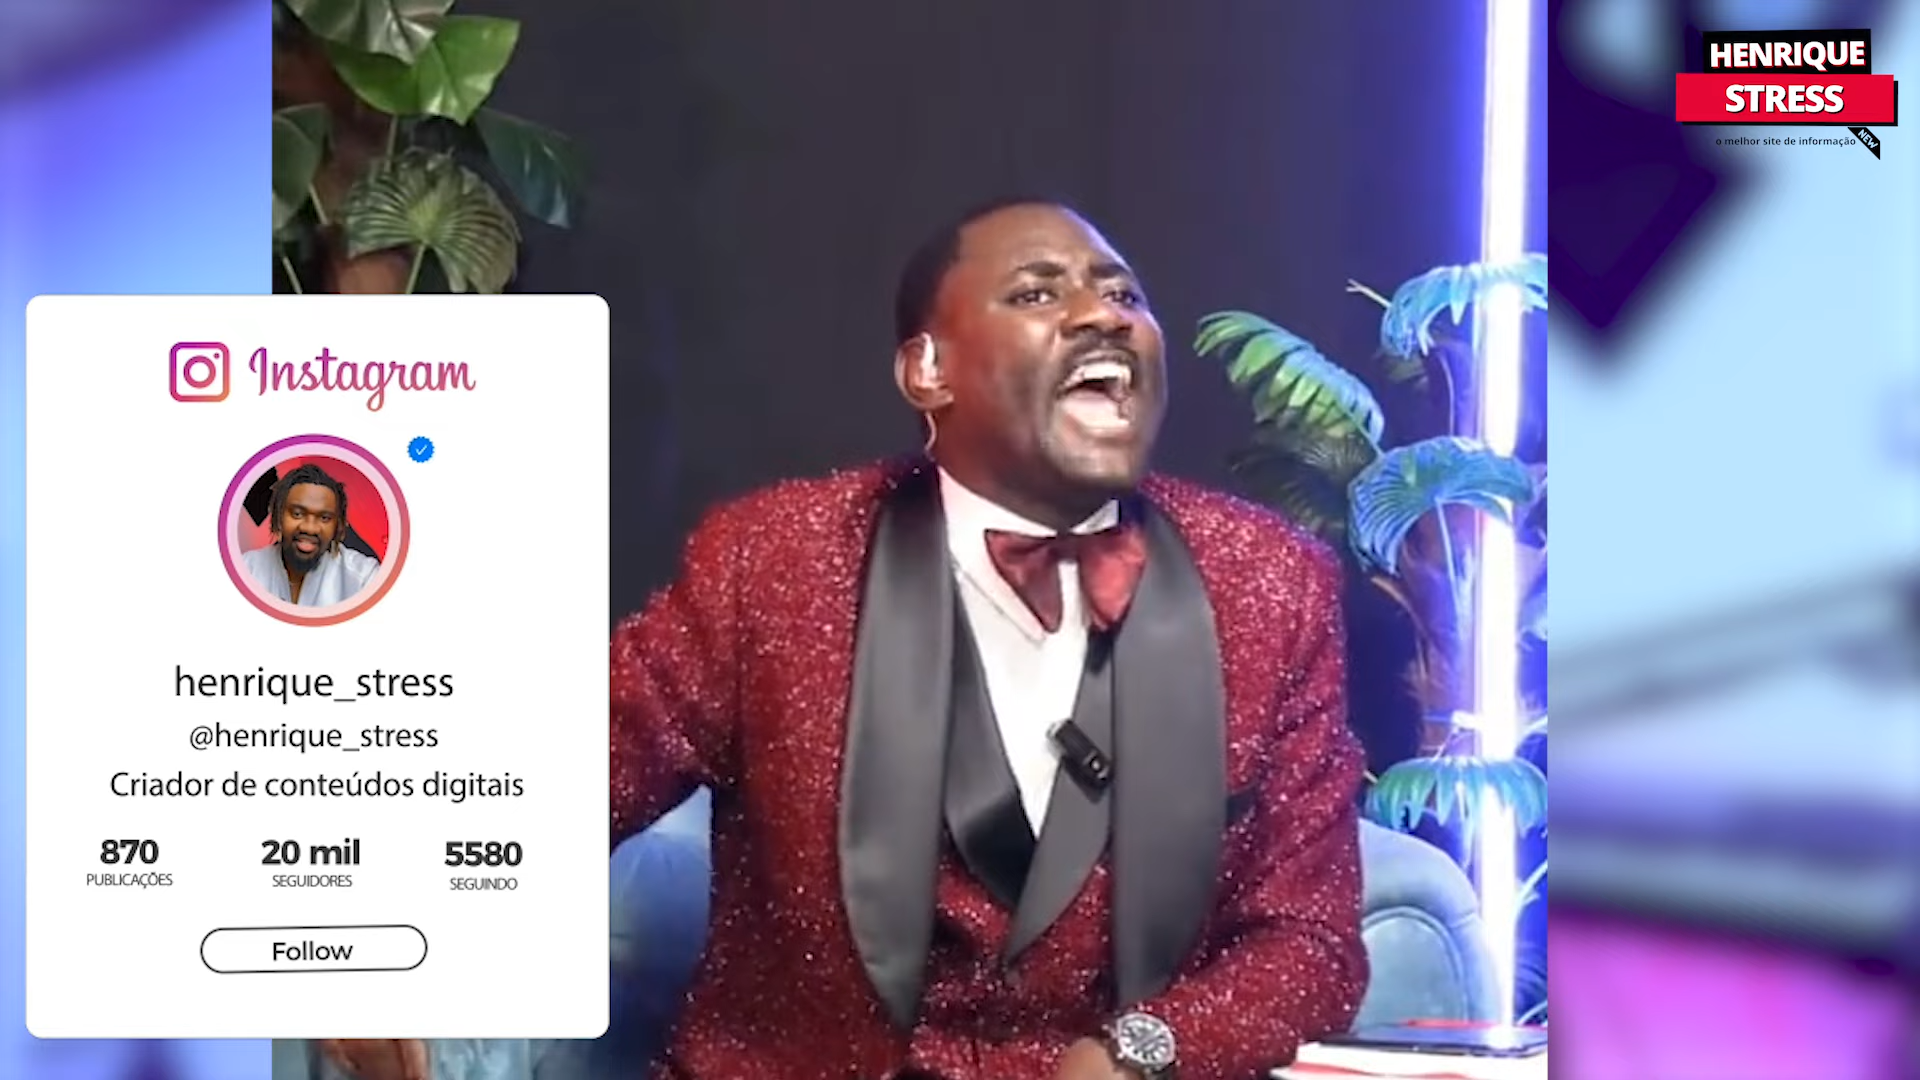 HENRIQUE
STRESS
o melhor site de informação
NEW
Instagram
henrique_stress
@henrique_stress
Criador de conteúdos digitais
870
PUBLICAÇÕES
20 mil
SEGUIDORES
5580
SEGUINDO
Follow